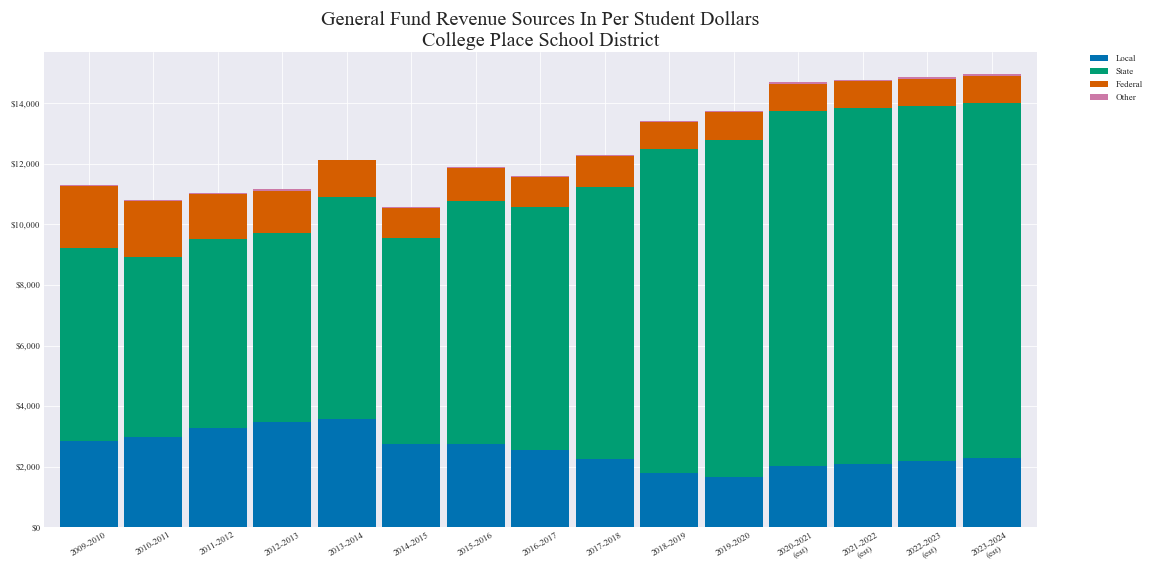 General Fund Revenue Sources In Per Student Dollars
College Place School District
Local
State
Federal
Other
$14,000
$12,000
$10,000
$8,000
$6,000
$4,000
$2,000
$0
2009-2010
2010-2011
2011-2012
2012-2013
2013-2014
2014-2015
2015-2016
2016-2017
2017-2018
2018-2019
2019-2020
2020-2021
(est)
2021-2022
(est)
2022-2023
(est)
2023-2024
(est)